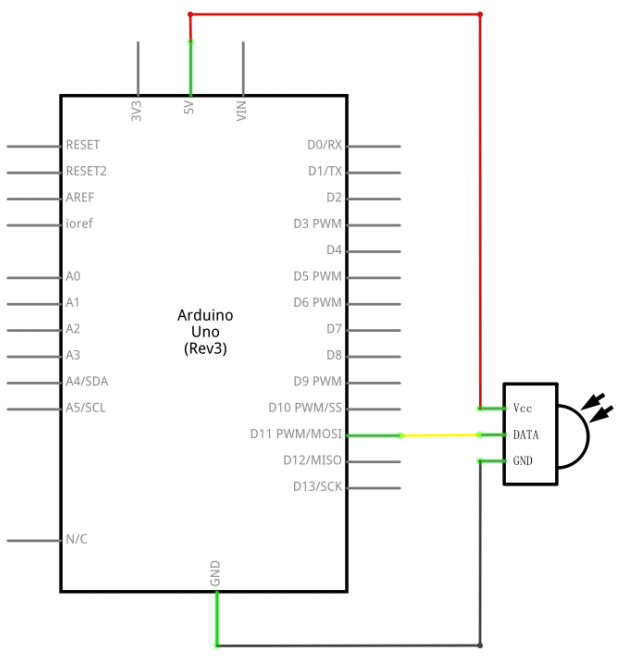 3V3
5V
VIN
RESET
RESET2
AREF
ioref
A0
A1
A2
A3
A4/SDA
A5/SCL
N/C
Arduino
Uno
(Rev3)
D0/RX
D1/TX
D2
D3 PWM
D4
D5 PWM
D6 PWM
D7
D8
D9 PWM
D10 PWM/SS
D11 PWM/MOSI
D12/MISO
D13/SCK
GND
Vcc
DATA
GND